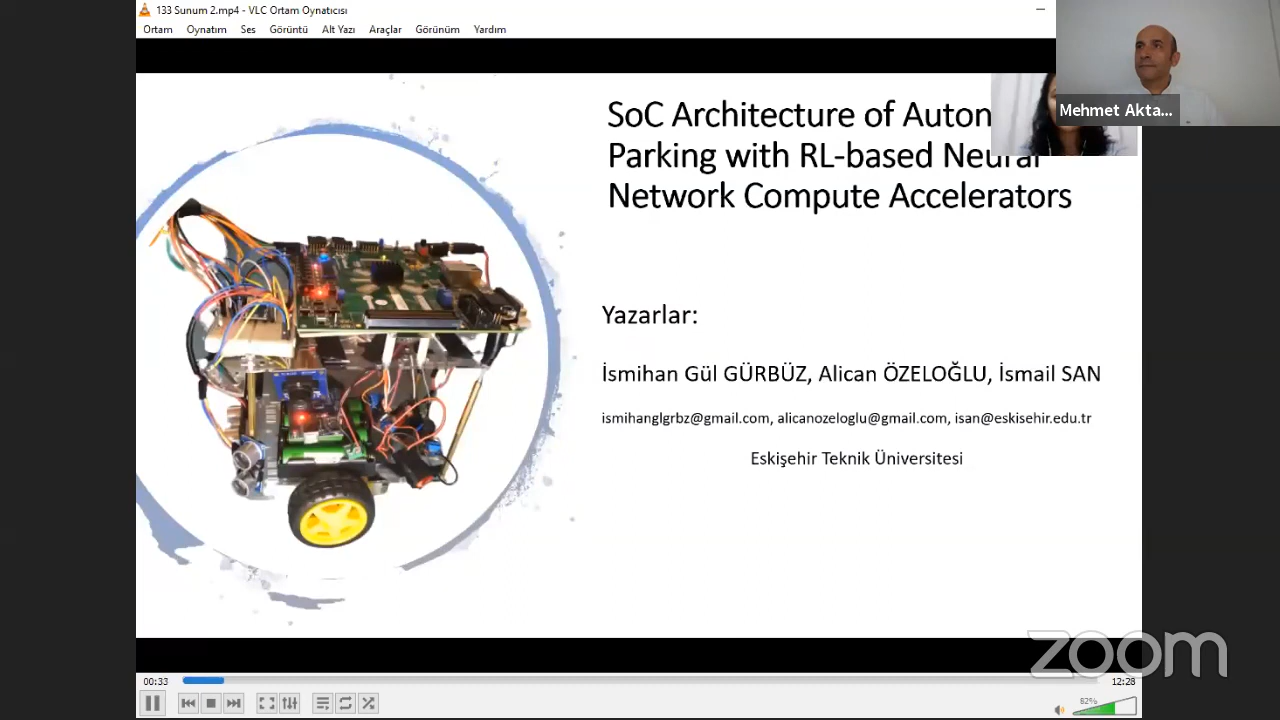 133 Sunum 2.mp4 - VLC Ortam Oynatıcısı
Ortam Oynatım Ses Görüntü Alt Yazı Araçlar Görünüm Yardım
Mehmet Akta...
SoC Architecture of Auton
Parking with RL-based Neural
Network Compute Accelerators
Yazarlar:
İsmihan Gül GÜRBÜZ, Alican ÖZELOĞLU, İsmail SAN
ismihanglgrbz@gmail.com, alicanozeloglu@gmail.com, isan@eskisehir.edu.tr
Eskişehir Teknik Üniversitesi
zoom
00:33
12:28
82%